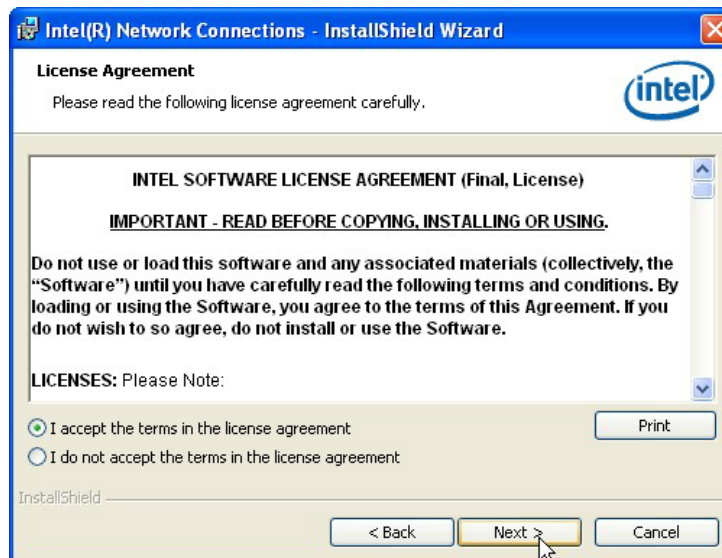 Intel(R) Network Connections - InstallShield Wizard
License Agreement
Please read the following license agreement carefully.
intel
INTEL SOFTWARE LICENSE AGREEMENT (Final, License)
IMPORTANT - READ BEFORE COPYING, INSTALLING OR USING.
Do not use or load this software and any associated materials (collectively, the
“Software”) until you have carefully read the following terms and conditions. By
loading or using the Software, you agree to the terms of this Agreement. If you
do not wish to so agree, do not install or use the Software.
LICENSES: Please Note:
I accept the terms in the license agreement
Print
I do not accept the terms in the license agreement
InstallShield
< Back
Next >
Cancel